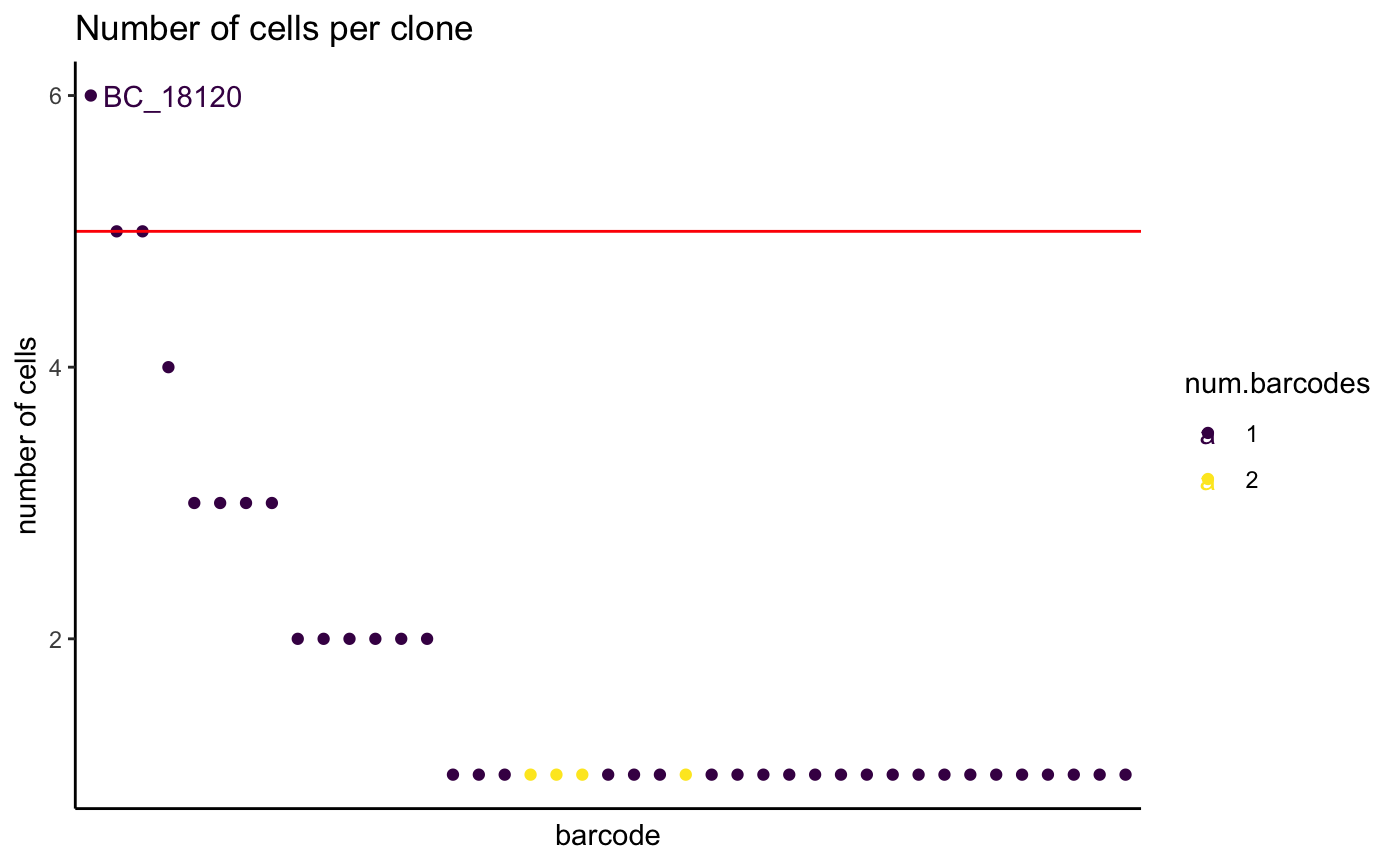 Number of cells per clone
6
BC_18120
4
2
number of cells
barcode
num.barcodes
a 1
a 2